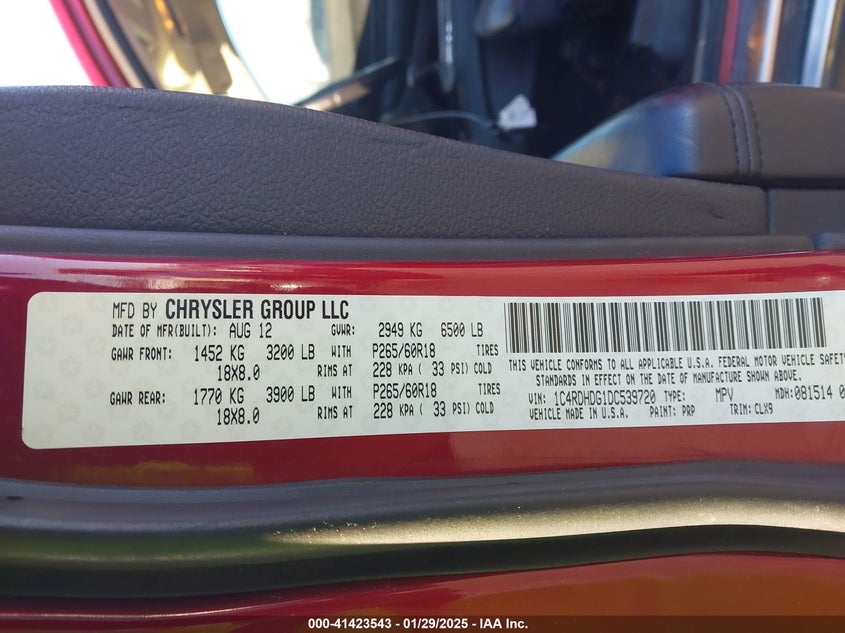 MFD BY CHRYSLER GROUP LLC
DATE OF MFR(BUILT): AUG 12 GVWR: 2949 KG 6500 LB
GAWR FRONT: 1452 KG 3200 LB WITH P265/60R18 TIRES
18X8.0 RIMS AT 228 KPA ( 33 PSI) COLD
GAWR REAR: 1770 KG 3900 LB WITH P265/60R18 TIRES
18X8.0 RIMS AT 228 KPA ( 33 PSI) COLD
THIS VEHICLE CONFORMS TO ALL APPLICABLE U.S.A. FEDERAL MOTOR VEHICLE SAFETY
STANDARDS IN EFFECT ON THE DATE OF MANUFACTURE SHOWN ABOVE.
VIN: 1C4RDHDG1DC539720 TYPE: MPV MDH: 081514 0
VEHICLE MADE IN U.S.A. PAINT: PRP TRIM: CLX9
000-41423543 - 01/29/2025 - IAA Inc.